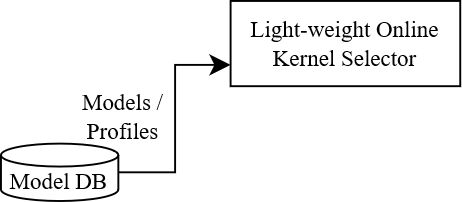 Light-weight Online
Kernel Selector
Models /
Profiles
Model DB